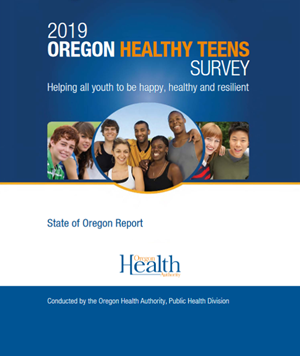 2019
OREGON HEALTHY TEENS
SURVEY
Helping all youth to be happy, healthy and resilient
State of Oregon Report
Oregon
Health
Authority
Conducted by the Oregon Health Authority, Public Health Division